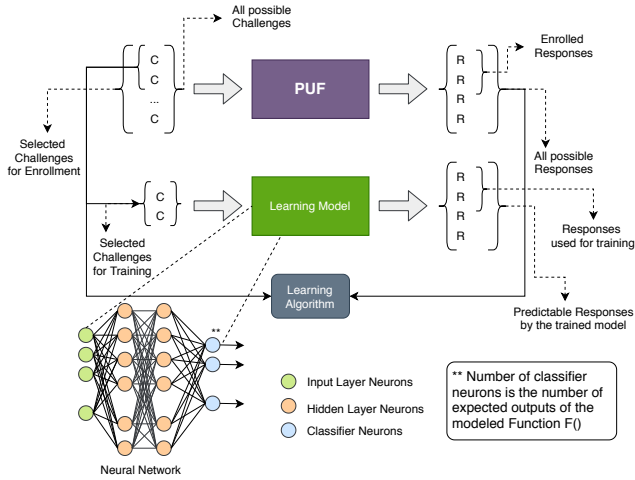 All possible
Challenges
Enrolled
Responses
C
C
...
C
PUF
R
R
R
R
Selected
Challenges
for Enrollment
All possible
Responses
C
C
Learning Model
R
R
R
R
Selected
Challenges
for Training
Responses
used for training
Learning
Algorithm
Predictable Responses
by the trained model
**
Input Layer Neurons
Hidden Layer Neurons
Classifier Neurons
** Number of classifier
neurons is the number of
expected outputs of the
modeled Function F()
Neural Network